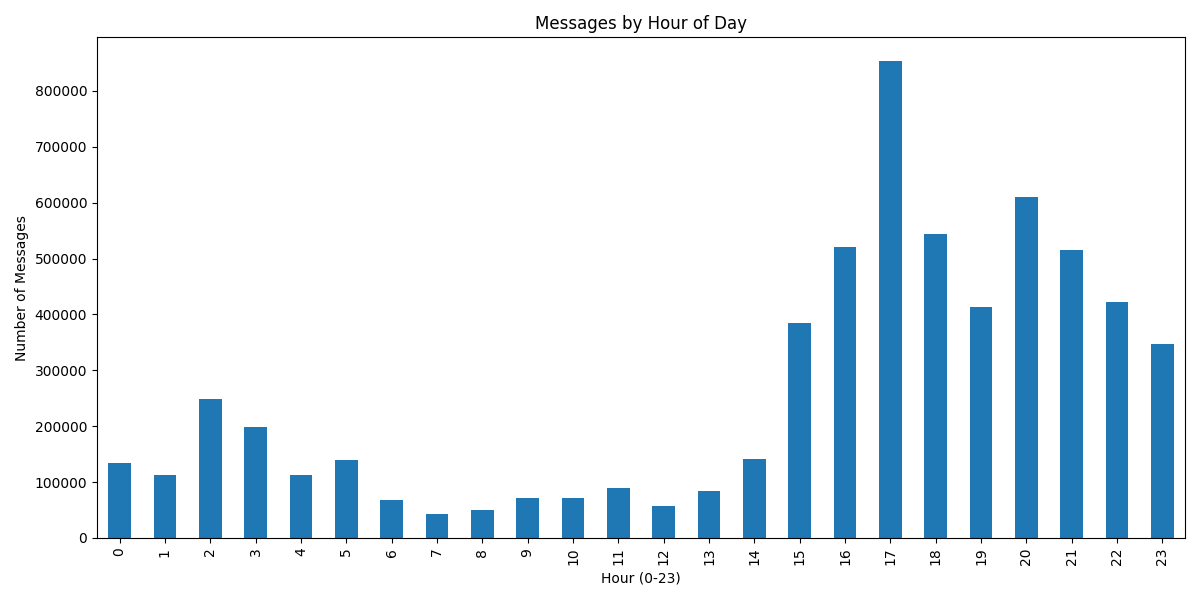 Messages by Hour of Day
800000
700000
600000
500000
400000
300000
200000
100000
0
Number of Messages
0 1 2 3 4 5 6 7 8 9 10 11 12 13 14 15 16 17 18 19 20 21 22 23
Hour (0-23)